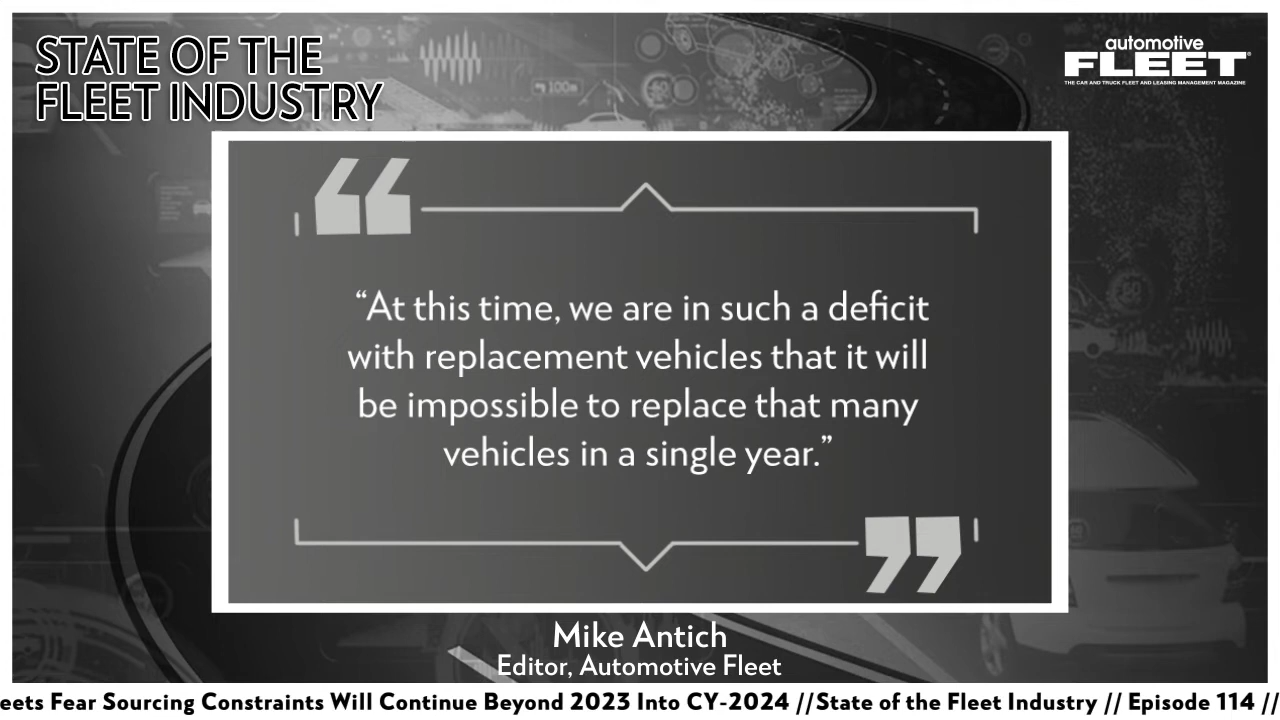 STATE OF THE
FLEET INDUSTRY
automotive
FLEET®
THE CAR AND TRUCK FLEET AND LEASING MANAGEMENT MAGAZINE
100m
“At this time, we are in such a deficit
with replacement vehicles that it will
be impossible to replace that many
vehicles in a single year.”
Mike Antich
Editor, Automotive Fleet
eets Fear Sourcing Constraints Will Continue Beyond 2023 Into CY-2024 //State of the Fleet Industry // Episode 114 //